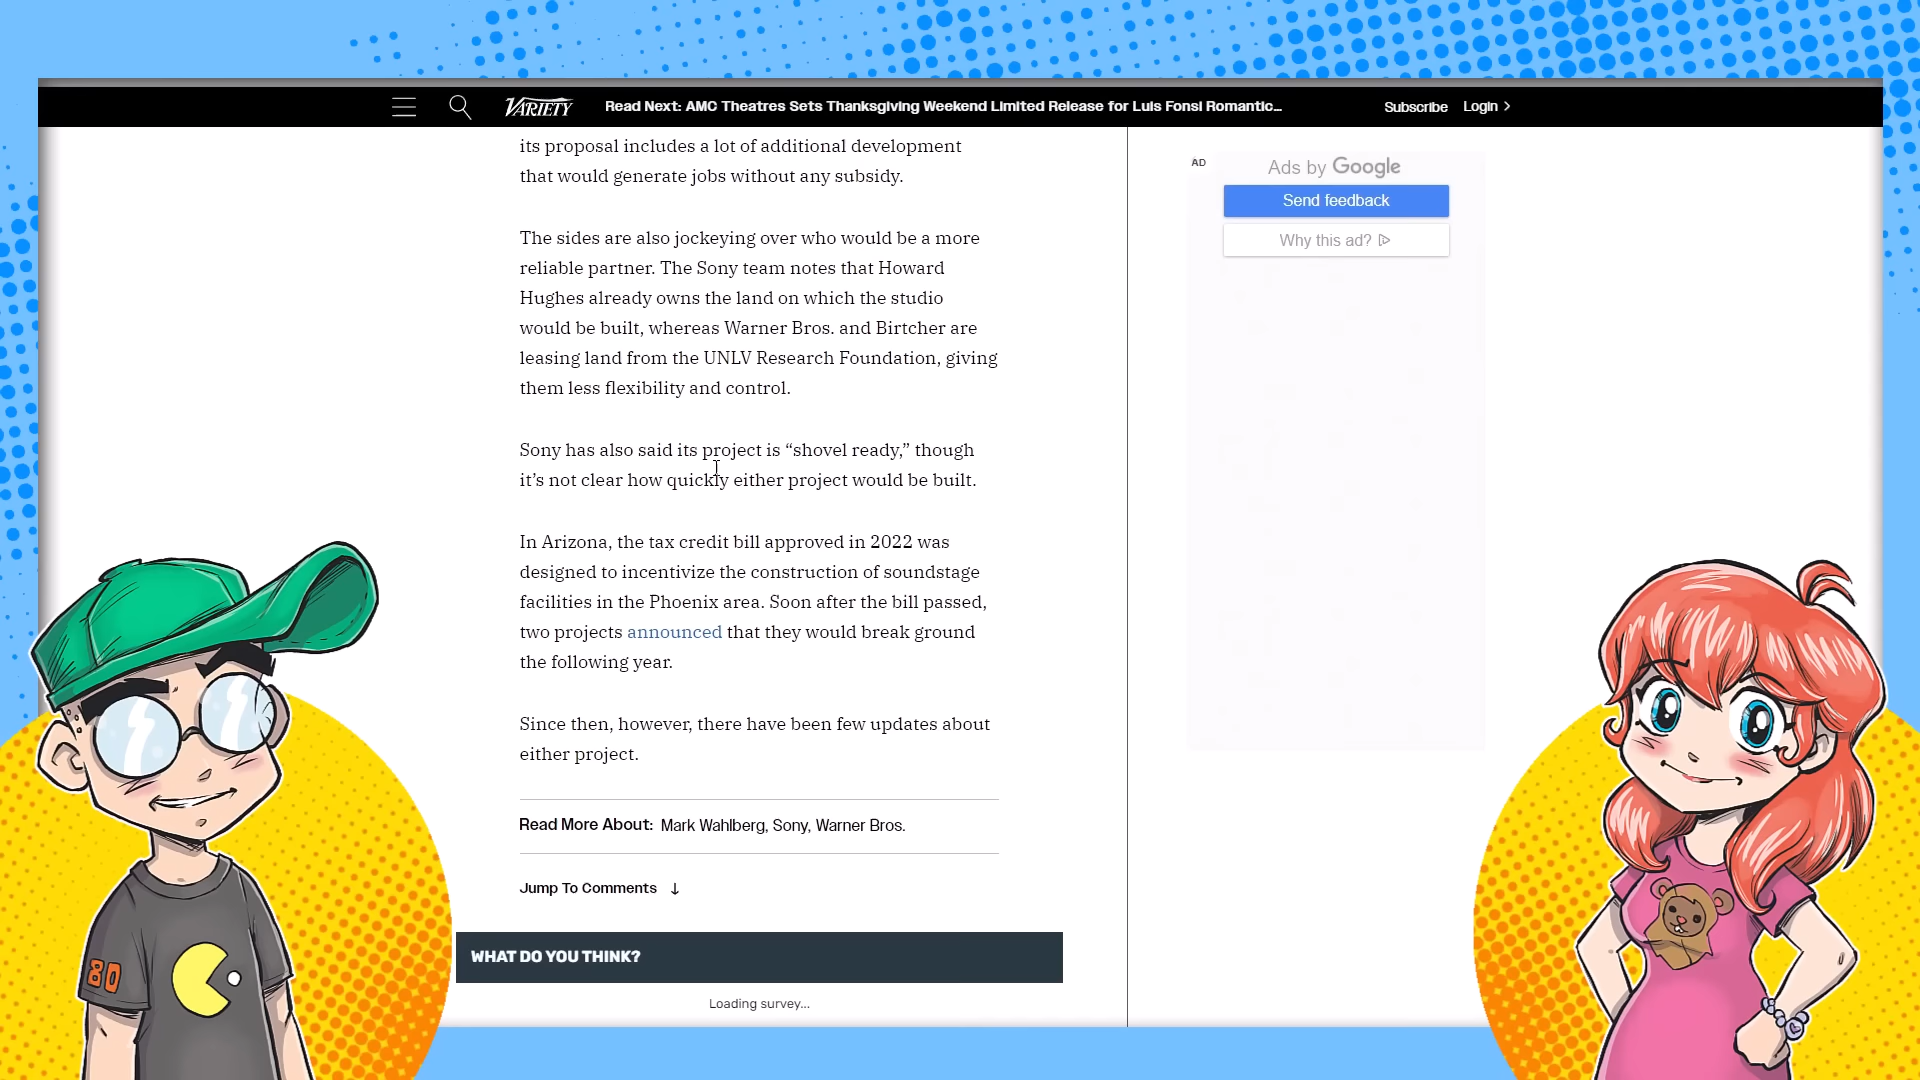 VARIETY
Read Next: AMC Theatres Sets Thanksgiving Weekend Limited Release for Luis Fonsi Romantic...
Subscribe
Login
its proposal includes a lot of additional development
that would generate jobs without any subsidy.
The sides are also jockeying over who would be a more
reliable partner. The Sony team notes that Howard
Hughes already owns the land on which the studio
would be built, whereas Warner Bros. and Birtcher are
leasing land from the UNLV Research Foundation, giving
them less flexibility and control.
Sony has also said its project is “shovel ready,” though
it’s not clear how quickly either project would be built.
In Arizona, the tax credit bill approved in 2022 was
designed to incentivize the construction of soundstage
facilities in the Phoenix area. Soon after the bill passed,
two projects announced that they would break ground
the following year.
Since then, however, there have been few updates about
either project.
Read More About: Mark Wahlberg, Sony, Warner Bros.
Jump To Comments ↓
WHAT DO YOU THINK?
Loading survey...
AD
Ads by Google
Send feedback
Why this ad?
80